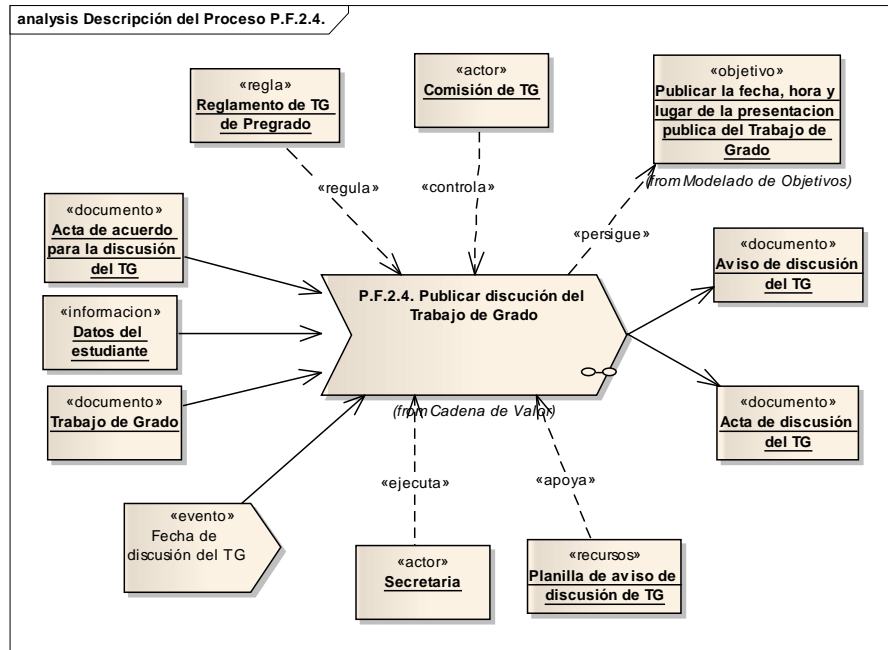 analysis Descripción del Proceso P.F.2.4.
«regla»
Reglamento de TG
de Pregrado
«actor»
Comisión de TG
«objetivo»
Publicar la fecha, hora y
lugar de la presentacion
publica del Trabajo de
Grado
(from Modelado de Objetivos)
«regula»
«controla»
«persigue»
«documento»
Acta de acuerdo
para la discusión
del TG
«informacion»
Datos del
estudiante
«documento»
Trabajo de Grado
P.F.2.4. Publicar discución del
Trabajo de Grado
(from Cadena de Valor)
«documento»
Aviso de discusión
del TG
«documento»
Acta de discusión
del TG
«ejecuta»
«apoya»
«evento»
Fecha de
discusión del TG
«actor»
Secretaria
«recursos»
Planilla de aviso de
discusión de TG